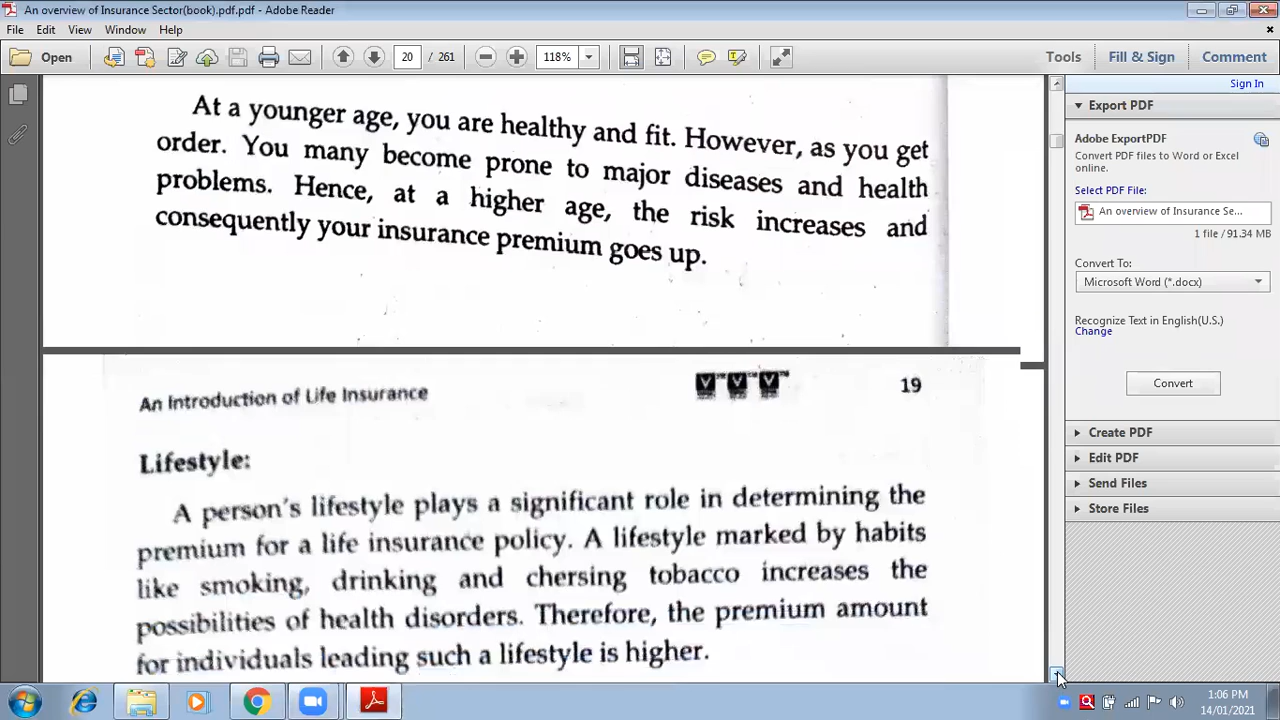 An overview of Insurance Sector(book).pdf.pdf - Adobe Reader
File Edit View Window Help
Open 20 / 261 118% Tools Fill & Sign Comment
Sign In
At a younger age, you are healthy and fit. However, as you get
order. You many become prone to major diseases and health
problems. Hence, at a higher age, the risk increases and
consequently your insurance premium goes up.
An Introduction of Life Insurance 19
Lifestyle:
A person's lifestyle plays a significant role in determining the
premium for a life insurance policy. A lifestyle marked by habits
like smoking, drinking and chersing tobacco increases the
possibilities of health disorders. Therefore, the premium amount
for individuals leading such a lifestyle is higher.
Export PDF
Adobe ExportPDF
Convert PDF files to Word or Excel
online.
Select PDF File:
An overview of Insurance Se...
1 file / 91.34 MB
Convert To:
Microsoft Word (*.docx)
Recognize Text in English(U.S.)
Change
Convert
Create PDF
Edit PDF
Send Files
Store Files
1:06 PM
14/01/2021